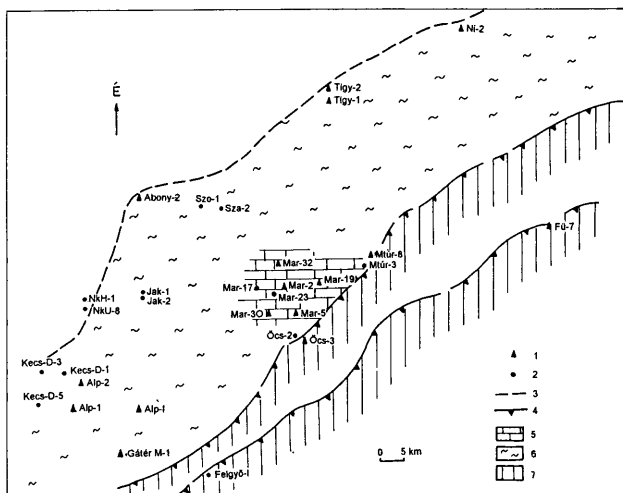 Ni-2
Tigy-2
Tigy-1
É
Abony-2
Szo-1
Sza-2
Mtúr-8
Mtúr-3
Fü-7
Mar-32
Mar-19
Mar-17
Mar-2
Mar-23
Mar-30
Mar-5
Jak-1
Jak-2
NkH-1
NkU-8
Öcs-2
Öcs-3
Kecs-D-3
Kecs-D-1
Alp-2
Kecs-D-5
Alp-1
Alp-I
Gátér M-1
Felgyő-I
0 5 km
1
2
3
4
5
6
7